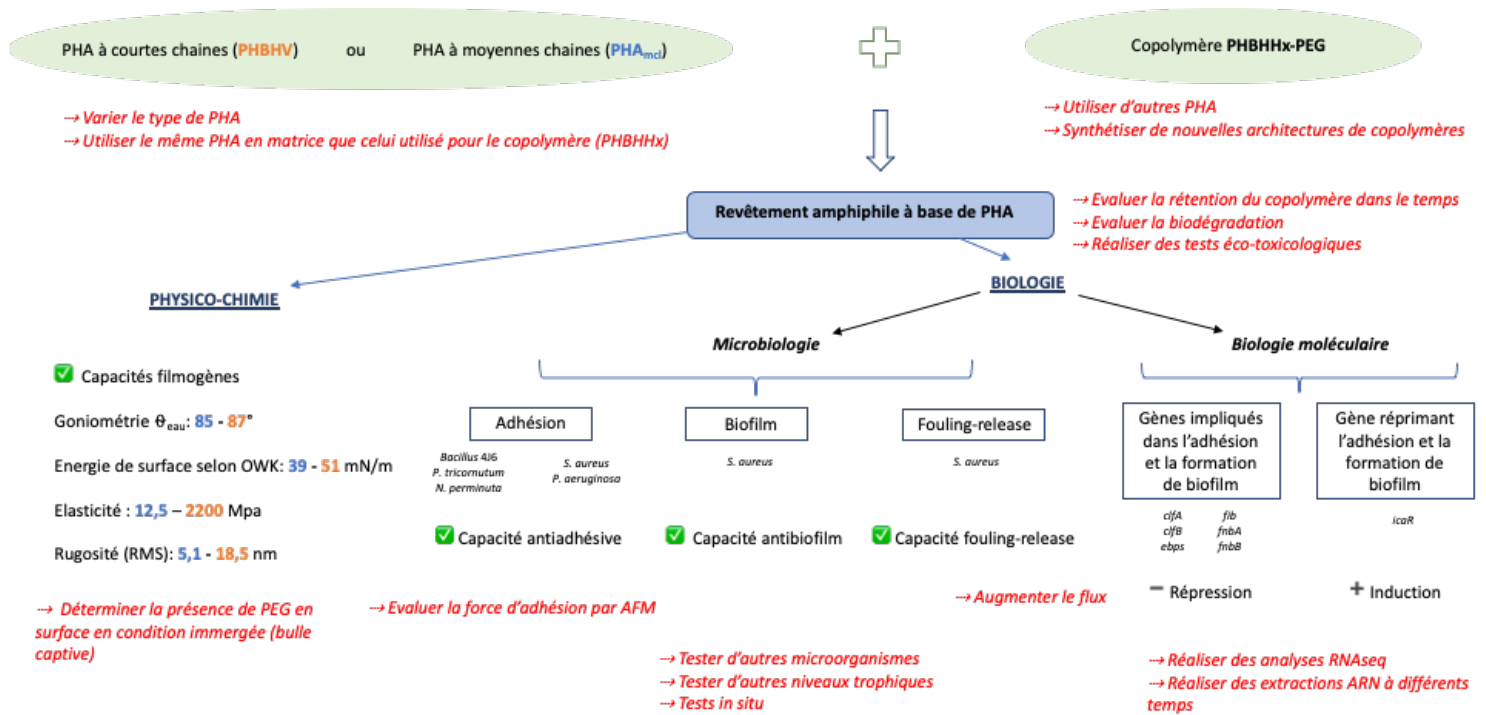 PHA à courtes chaines (PHBHV) ou PHA à moyennes chaines (PHAmcl)
Copolymère PHBHHx-PEG
⇢ Varier le type de PHA
⇢ Utiliser le même PHA en matrice que celui utilisé pour le copolymère (PHBHHx)
⇢ Utiliser d'autres PHA
⇢ Synthétiser de nouvelles architectures de copolymères
Revêtement amphiphile à base de PHA
⇢ Evaluer la rétention du copolymère dans le temps
⇢ Evaluer la biodégradation
⇢ Réaliser des tests éco-toxicologiques
PHYSICO-CHIMIE
BIOLOGIE
Microbiologie
Biologie moléculaire
✅ Capacités filmogènes
Goniométrie θeau: 85 - 87°
Energie de surface selon OWK: 39 - 51 mN/m
Elasticité : 12,5 – 2200 Mpa
Rugosité (RMS): 5,1 - 18,5 nm
⇢ Déterminer la présence de PEG en
surface en condition immergée (bulle
captive)
Adhésion
Bacillus 4J6
P. tricornutum
N. perminuta
S. aureus
P. aeruginosa
✅ Capacité antiadhésive
⇢ Evaluer la force d'adhésion par AFM
Biofilm
S. aureus
✅ Capacité antibiofilm
Fouling-release
S. aureus
✅ Capacité fouling-release
⇢ Augmenter le flux
⇢ Tester d'autres microorganismes
⇢ Tester d'autres niveaux trophiques
⇢ Tests in situ
Gènes impliqués
dans l'adhésion
et la formation
de biofilm
clfA fib
clfB fnbA
ebps fnbB
− Répression
Gène réprimant
l'adhésion et la
formation de
biofilm
icaR
+ Induction
⇢ Réaliser des analyses RNAseq
⇢ Réaliser des extractions ARN à différents
temps